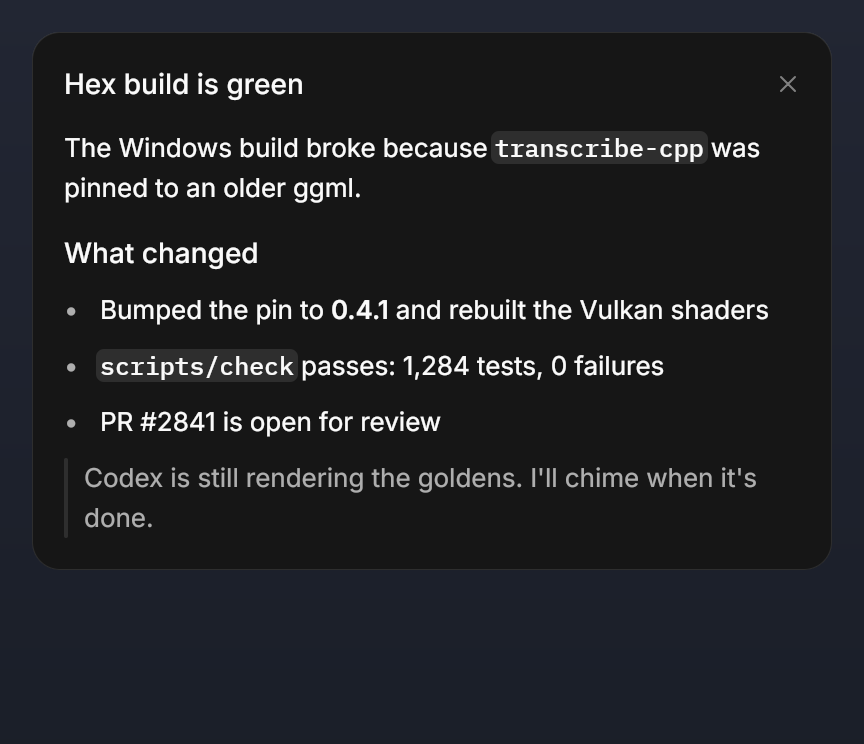 Hex build is green
The Windows build broke because transcribe-cpp was
pinned to an older ggml.
What changed
• Bumped the pin to 0.4.1 and rebuilt the Vulkan shaders
• scripts/check passes: 1,284 tests, 0 failures
• PR #2841 is open for review
Codex is still rendering the goldens. I'll chime when it's
done.